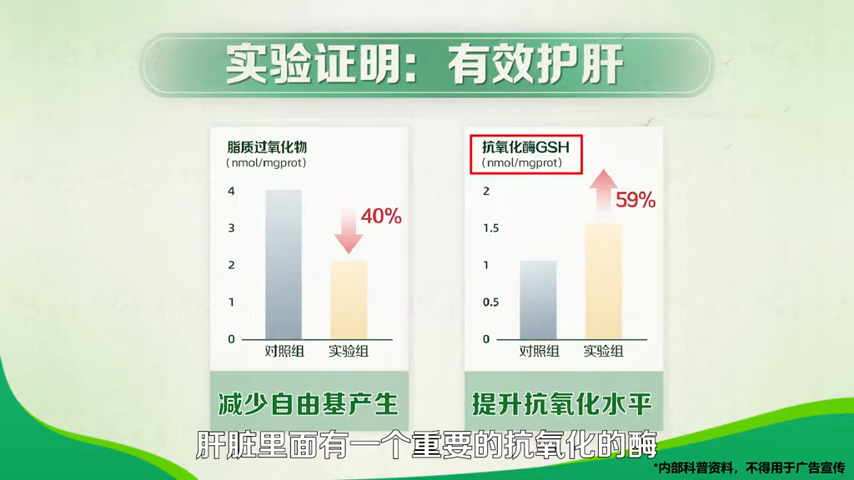 实验证明：有效护肝
脂质过氧化物
(nmol/mgprot)
4
3
2
1
0
40%
对照组 实验组
减少自由基产生
抗氧化酶GSH
(nmol/mgprot)
2
1.5
1
0.5
0
59%
对照组 实验组
提升抗氧化水平
肝脏里面有一个重要的抗氧化的酶
*内部科普资料，不得用于广告宣传